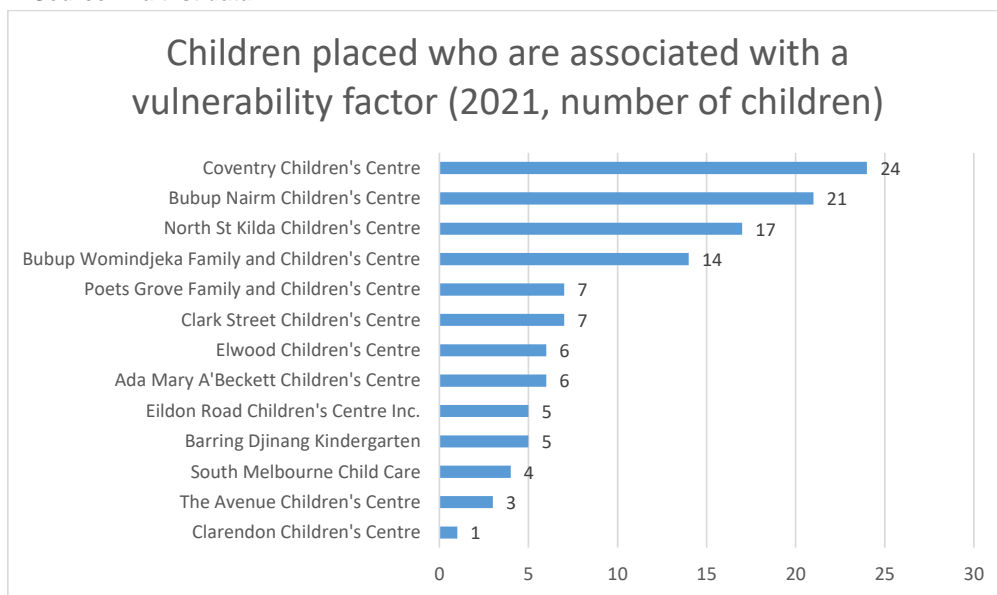 Children placed who are associated with a
vulnerability factor (2021, number of children)
Coventry Children's Centre 24
Bubup Nairm Children's Centre 21
North St Kilda Children's Centre 17
Bubup Womindjeka Family and Children's Centre 14
Poets Grove Family and Children's Centre 7
Clark Street Children's Centre 7
Elwood Children's Centre 6
Ada Mary A'Beckett Children's Centre 6
Eildon Road Children's Centre Inc. 5
Barring Djinang Kindergarten 5
South Melbourne Child Care 4
The Avenue Children's Centre 3
Clarendon Children's Centre 1
0 5 10 15 20 25 30